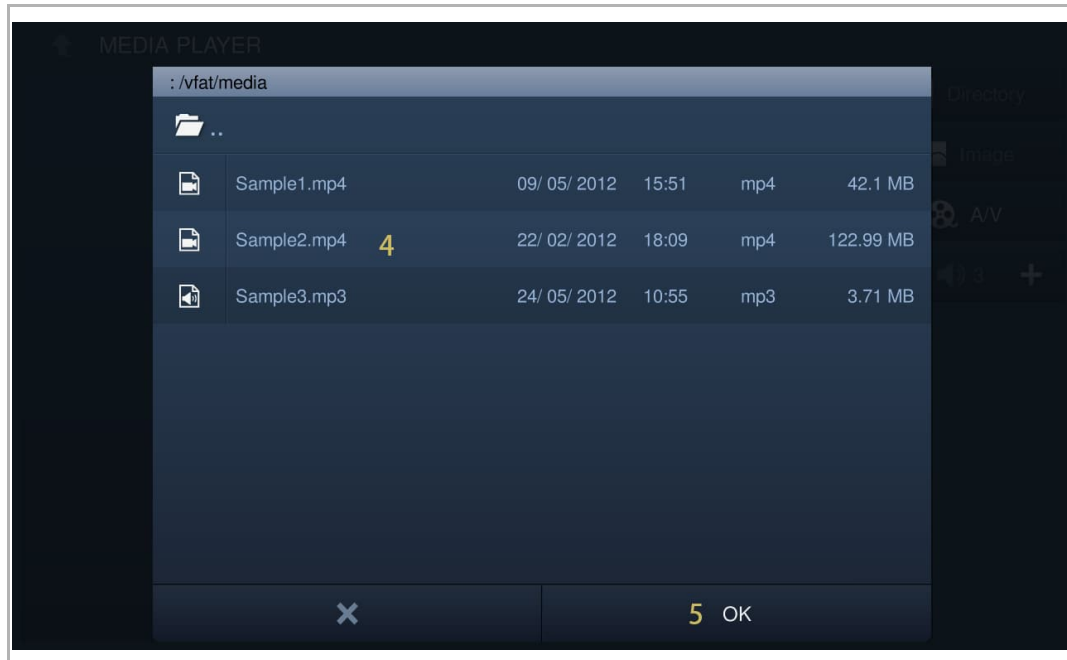 MEDIA PLAYER
: /vfat/media
Directory
..
Image
Sample1.mp4 09/ 05/ 2012 15:51 mp4 42.1 MB
A/V
Sample2.mp4 4 22/ 02/ 2012 18:09 mp4 122.99 MB
3
Sample3.mp3 24/ 05/ 2012 10:55 mp3 3.71 MB
5 OK